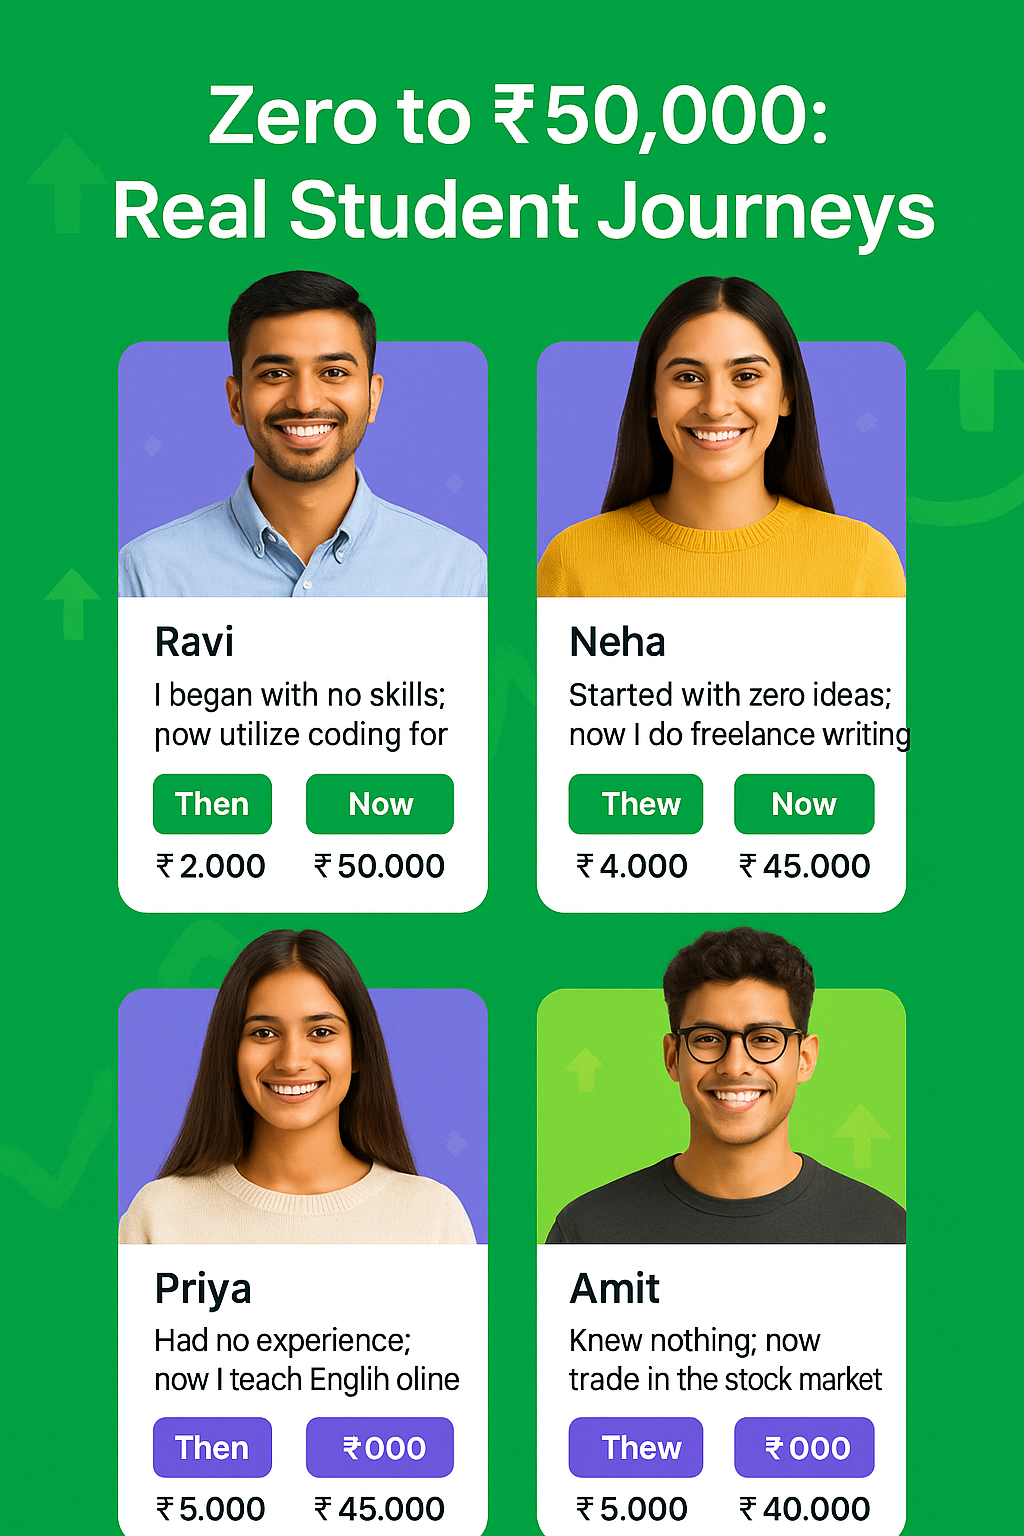 Zero to ₹50,000:
Real Student Journeys
Ravi
I began with no skills;
now utilize coding for
Then Now
₹2.000 ₹50.000
Neha
Started with zero ideas;
now I do freelance writing
Thew Now
₹4.000 ₹45.000
Priya
Had no experience;
now I teach Englih oline
Then ₹000
₹5.000 ₹45.000
Amit
Knew nothing; now
trade in the stock market
Thew ₹000
₹5.000 ₹40.000